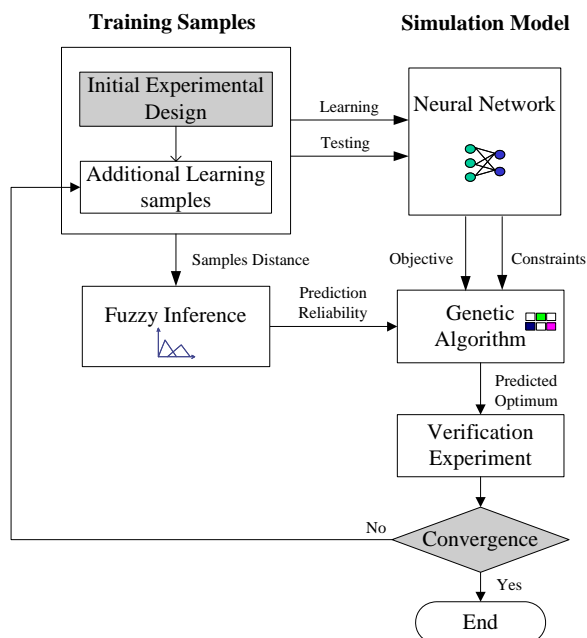 Training Samples
Simulation Model
Initial Experimental
Design
Additional Learning
samples
Learning
Testing
Neural Network
Samples Distance
Objective
Constraints
Fuzzy Inference
Prediction
Reliability
Genetic
Algorithm
Predicted
Optimum
Verification
Experiment
No
Convergence
Yes
End